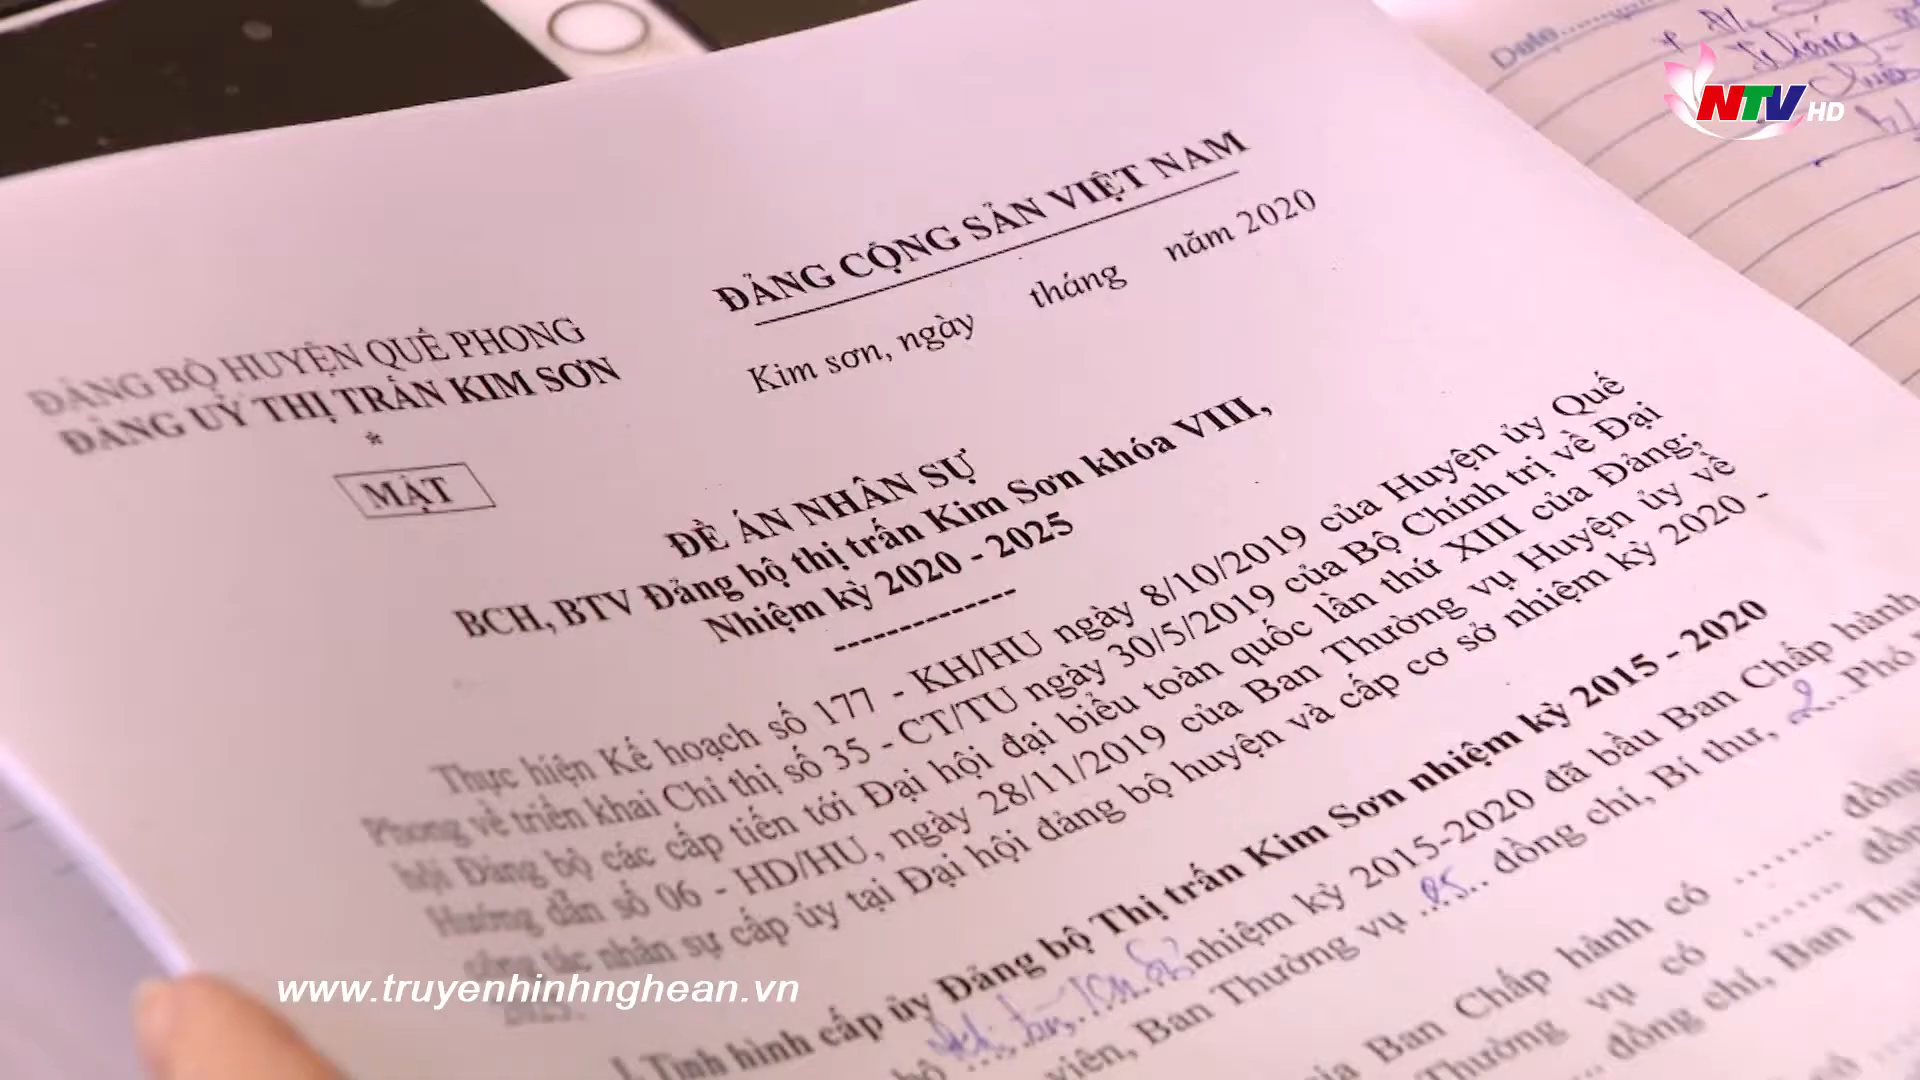 NTV HD
Date
ĐẢNG BỘ HUYỆN QUẾ PHONG
ĐẢNG UỶ THỊ TRẤN KIM SƠN
*
MẬT
ĐẢNG CỘNG SẢN VIỆT NAM
Kim sơn, ngày tháng năm 2020
ĐỀ ÁN NHÂN SỰ
BCH, BTV Đảng bộ thị trấn Kim Sơn khóa VIII,
Nhiệm kỳ 2020 - 2025
-------------
Thực hiện Kế hoạch số 177 - KH/HU ngày 8/10/2019 của Huyện ủy Quế
Phong về triển khai Chỉ thị số 35 - CT/TU ngày 30/5/2019 của Bộ Chính trị về Đại
hội Đảng bộ các cấp tiến tới Đại hội đại biểu toàn quốc lần thứ XIII của Đảng;
Hướng dẫn số 06 - HD/HU, ngày 28/11/2019 của Ban Thường vụ Huyện ủy về
công tác nhân sự cấp ủy tại Đại hội đảng bộ huyện và cấp cơ sở nhiệm kỳ 2020 -
2025.
I. Tình hình cấp ủy Đảng bộ Thị trấn Kim Sơn nhiệm kỳ 2015 - 2020
bộ nhiệm kỳ 2015-2020 đã bầu Ban Chấp hành
viên, Ban Thường vụ ...05.. đồng chí, Bí thư, 2...Phó
Ban Chấp hành có ....... đồng
Thường vụ có ....... đồng
đồng chí, Ban Thư
www.truyenhinhnghean.vn